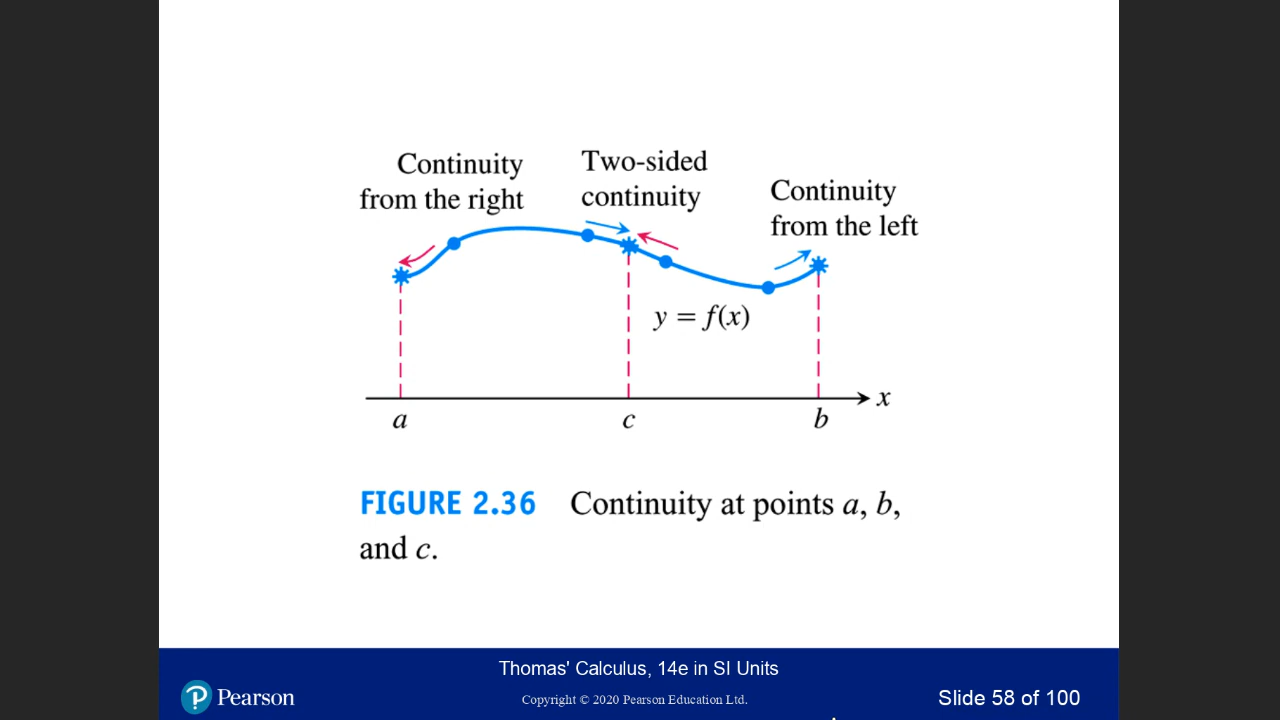 Continuity
from the right
Two-sided
continuity
Continuity
from the left
y = f(x)
x
a
c
b
FIGURE 2.36 Continuity at points a, b,
and c.
Thomas' Calculus, 14e in SI Units
Pearson
Copyright © 2020 Pearson Education Ltd.
Slide 58 of 100